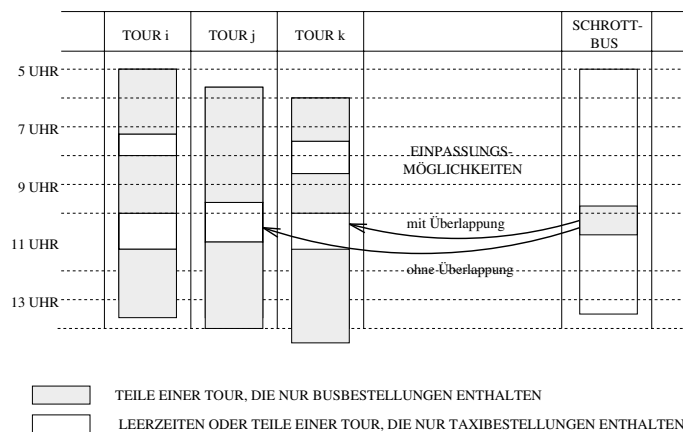 TOUR i TOUR j TOUR k SCHROTT-
BUS
5 UHR
7 UHR
EINPASSUNGS-
MÖGLICHKEITEN
9 UHR
mit Überlappung
11 UHR
ohne Überlappung
13 UHR
TEILE EINER TOUR, DIE NUR BUSBESTELLUNGEN ENTHALTEN
LEERZEITEN ODER TEILE EINER TOUR, DIE NUR TAXIBESTELLUNGEN ENTHALTEN